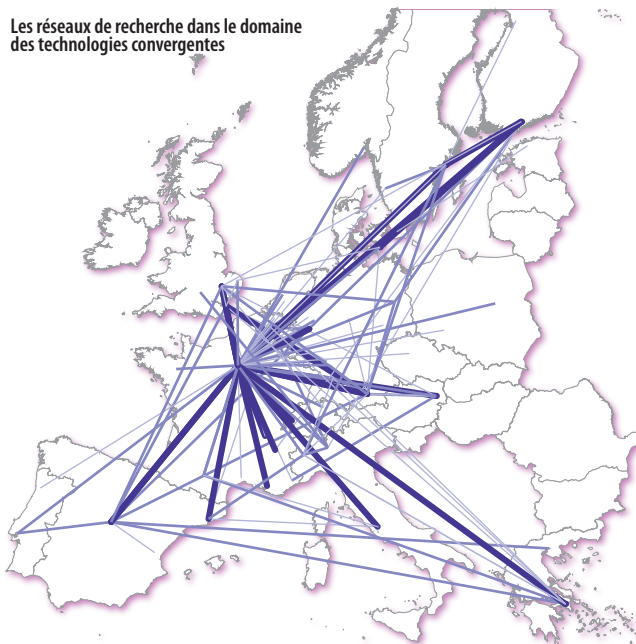 Les réseaux de recherche dans le domaine
des technologies convergentes